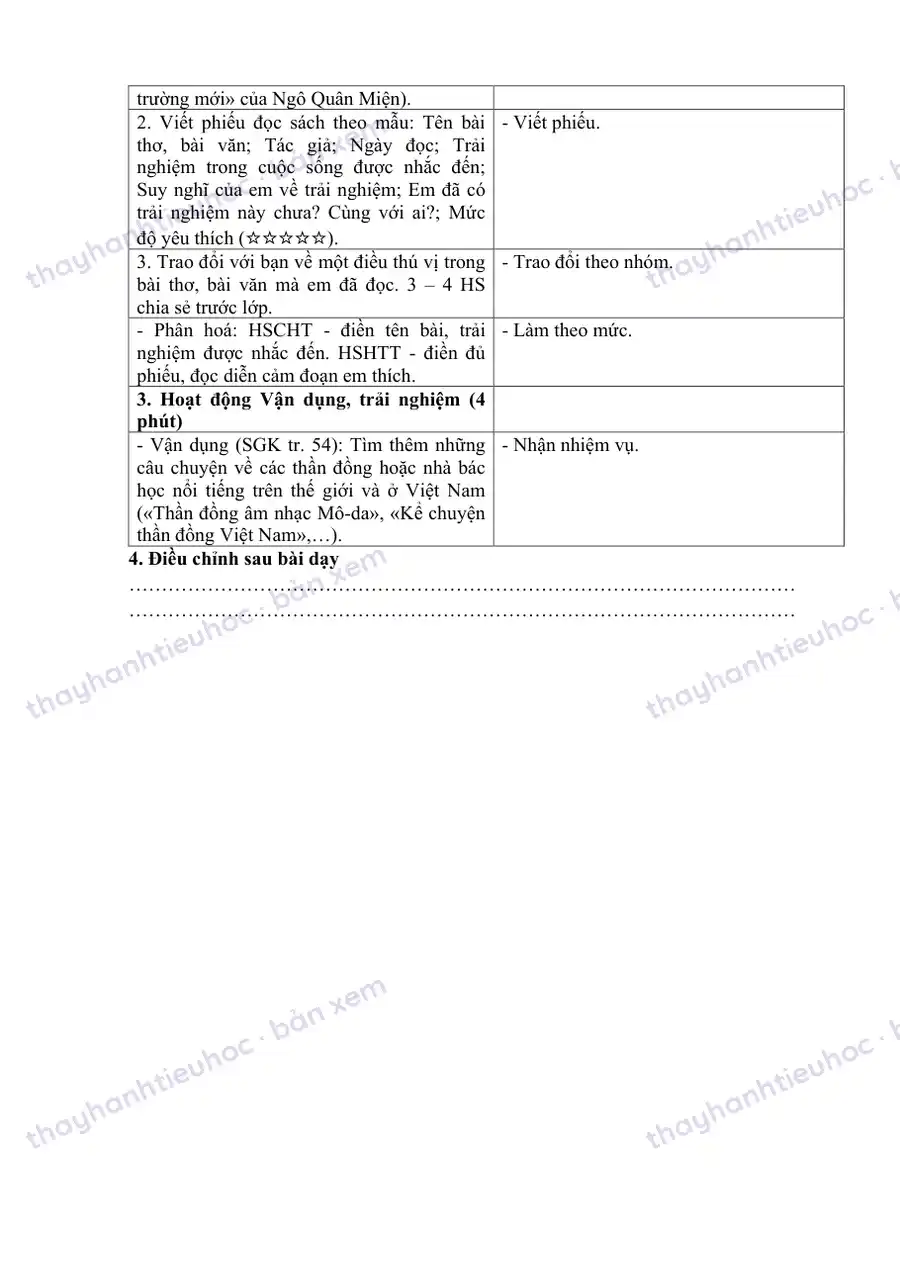 trường mới» của Ngô Quân Miện).
2. Viết phiếu đọc sách theo mẫu: Tên bài
thơ, bài văn; Tác giả; Ngày đọc; Trải
nghiệm trong cuộc sống được nhắc đến;
Suy nghĩ của em về trải nghiệm; Em đã có
trải nghiệm này chưa? Cùng với ai?; Mức
độ yêu thích (☆☆☆☆☆).
- Viết phiếu.
3. Trao đổi với bạn về một điều thú vị trong
bài thơ, bài văn mà em đã đọc. 3 – 4 HS
chia sẻ trước lớp.
- Trao đổi theo nhóm.
- Phân hoá: HSCHT - điền tên bài, trải
nghiệm được nhắc đến. HSHTT - điền đủ
phiếu, đọc diễn cảm đoạn em thích.
- Làm theo mức.
3. Hoạt động Vận dụng, trải nghiệm (4
phút)
- Vận dụng (SGK tr. 54): Tìm thêm những
câu chuyện về các thần đồng hoặc nhà bác
học nổi tiếng trên thế giới và ở Việt Nam
(«Thần đồng âm nhạc Mô-da», «Kể chuyện
thần đồng Việt Nam»,…).
- Nhận nhiệm vụ.
4. Điều chỉnh sau bài dạy
……………………………………………………………………………………………
……………………………………………………………………………………………
thayhanhtieuhoc · bản xem
thayhanhtieuhoc · b
thayhanhtieuhoc · bản xem
thayhanhtieuhoc · b
thayhanhtieuhoc · bản xem
thayhanhtieuhoc · b